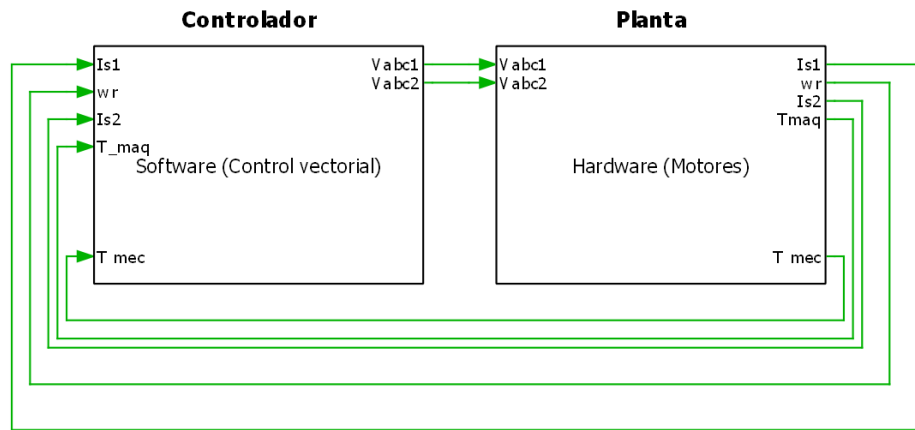 Controlador
Planta
Is1
wr
Is2
T_maq
T mec
Software (Control vectorial)
Vabc1
Vabc2
Vabc1
Vabc2
Hardware (Motores)
Is1
wr
Is2
Tmaq
T mec